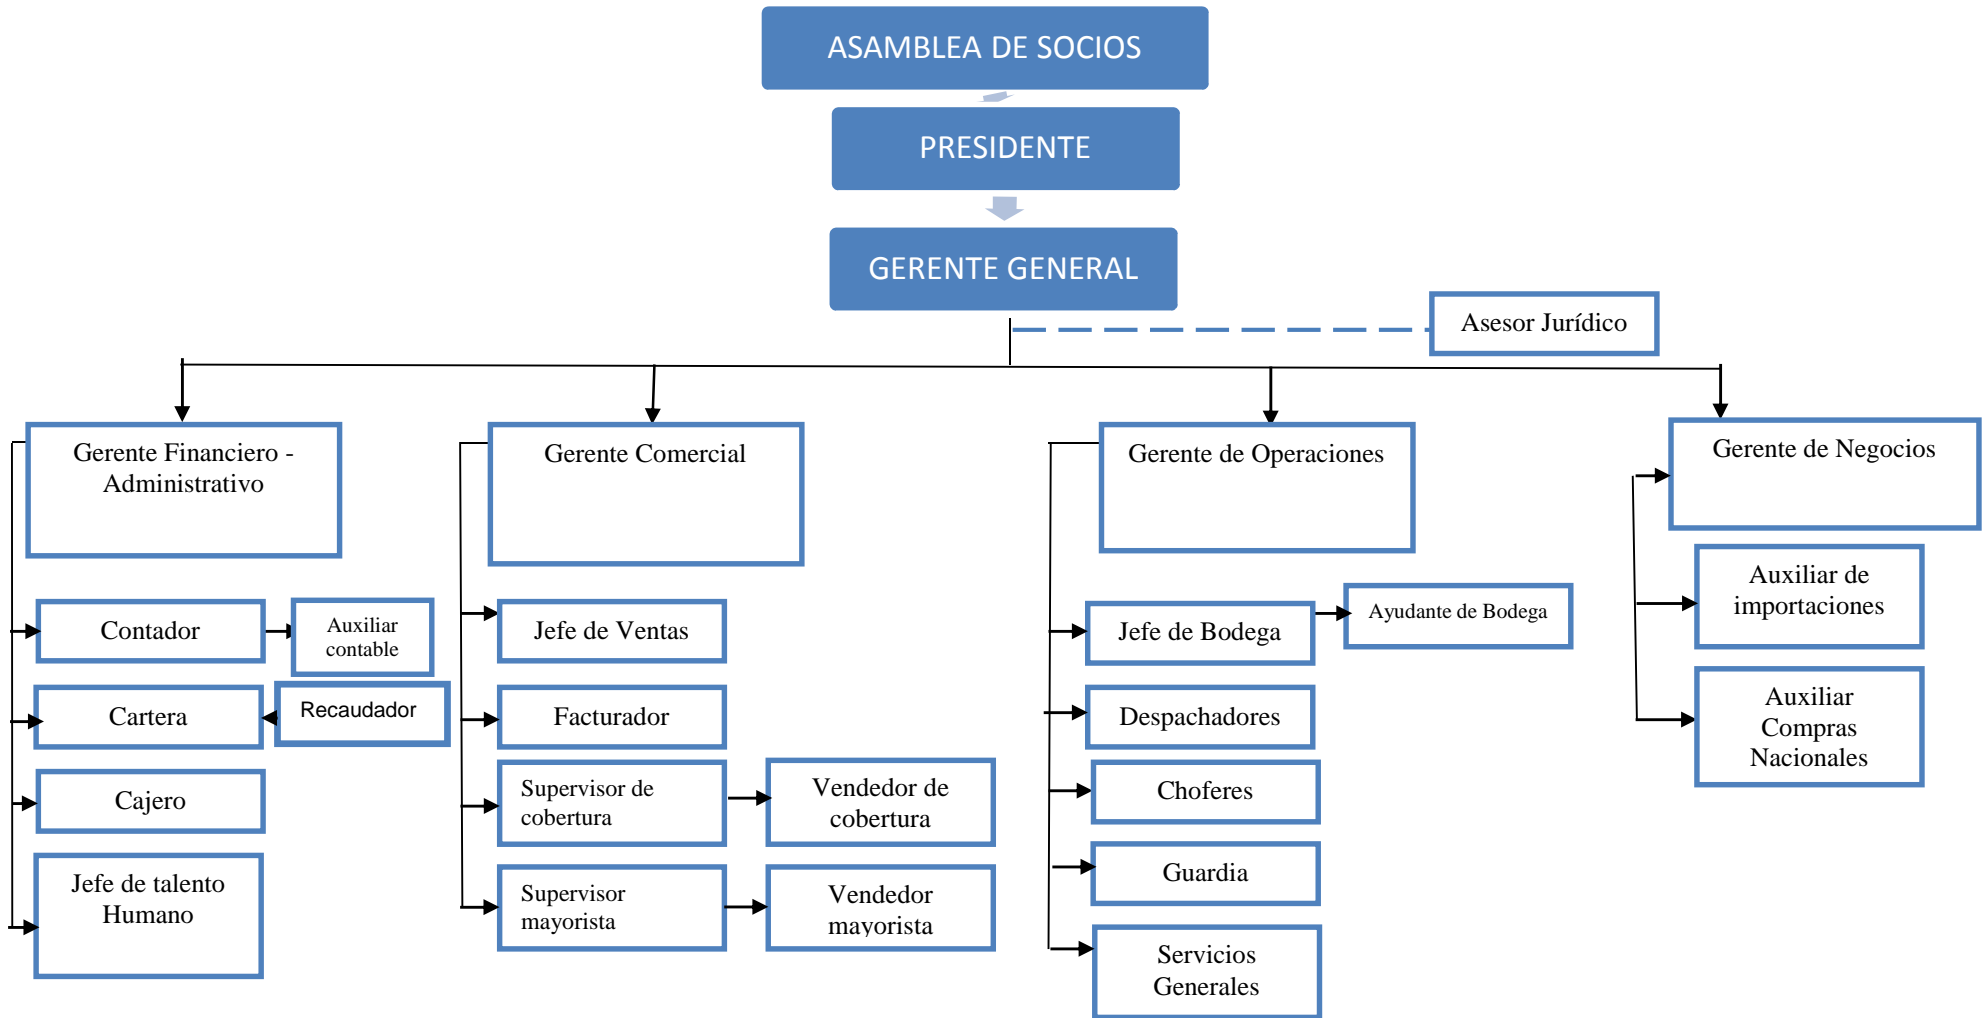 ASAMBLEA DE SOCIOS
PRESIDENTE
GERENTE GENERAL
Asesor Jurídico
Gerente Financiero -
Administrativo
Gerente Comercial
Gerente de Operaciones
Gerente de Negocios
Contador
Auxiliar
contable
Cartera
Recaudador
Cajero
Jefe de talento
Humano
Jefe de Ventas
Facturador
Supervisor de
cobertura
Vendedor de
cobertura
Supervisor
mayorista
Vendedor
mayorista
Jefe de Bodega
Ayudante de Bodega
Despachadores
Choferes
Guardia
Servicios
Generales
Auxiliar de
importaciones
Auxiliar
Compras
Nacionales